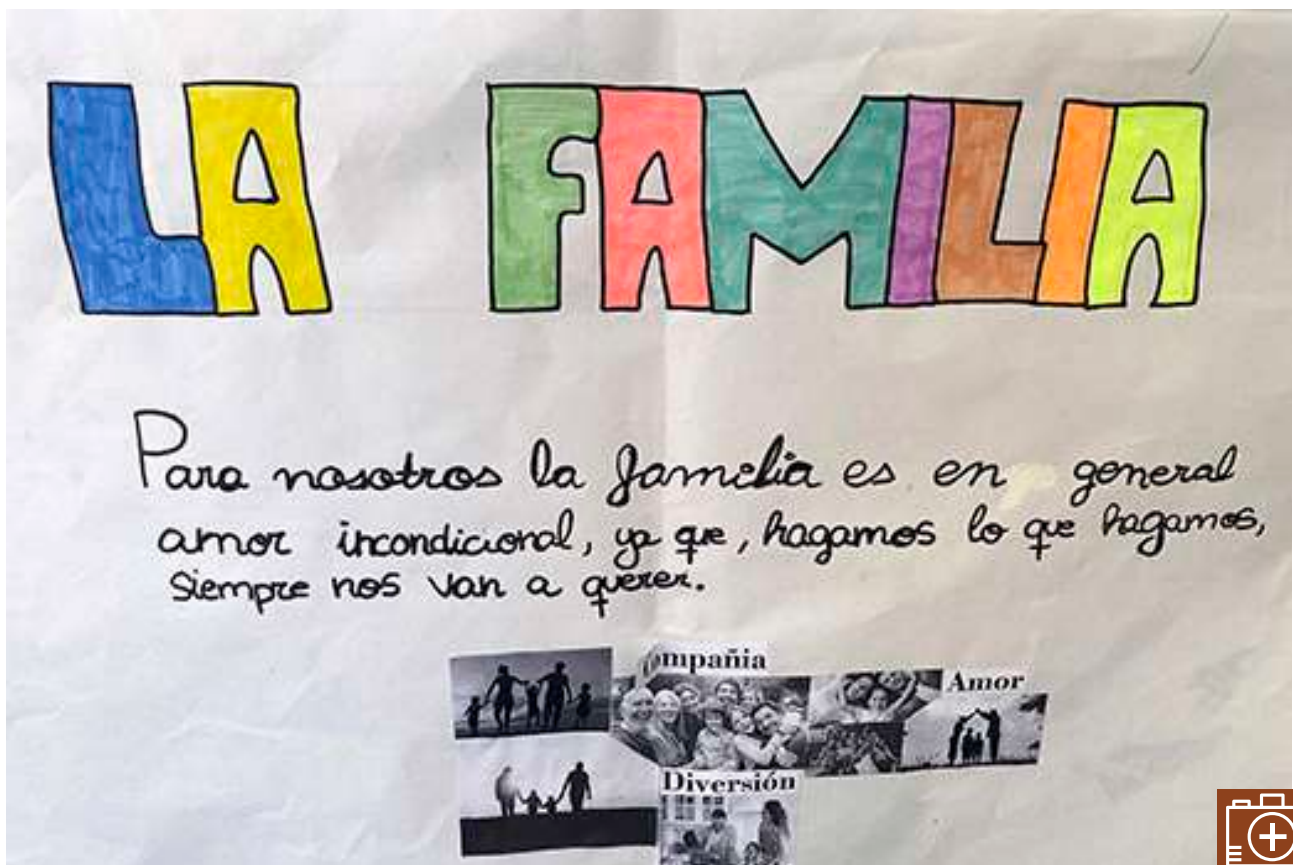 LA FAMILIA
Para nosotros la familia es en general
amor incondicional, ya que, hagamos lo que hagamos,
siempre nos van a querer.
ompañia
Amor
Diversión